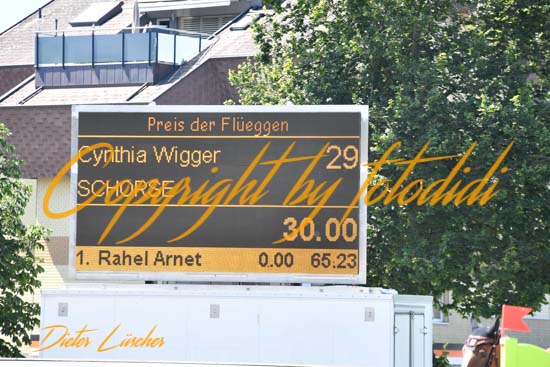 Preis der Flüeggen
Cynthia Wigger 29
SCHORSE
Copyright by fotodidi
30.00
1. Rahel Arnet 0.00 65.23
Dieter Lüscher